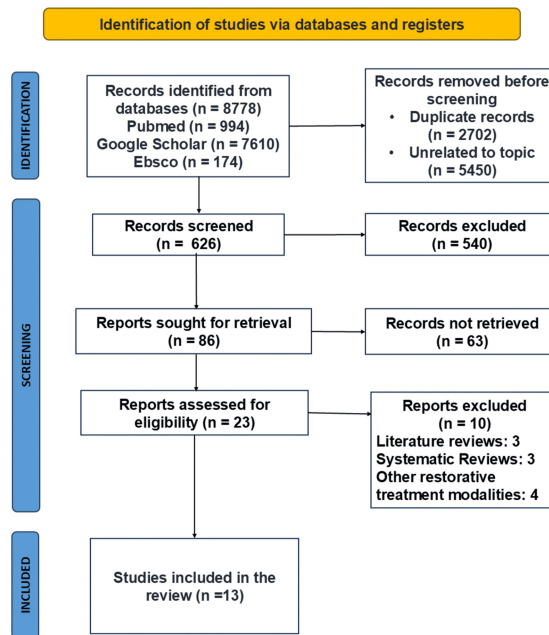 Identification of studies via databases and registers
IDENTIFICATION
Records identified from
databases (n = 8778)
Pubmed (n = 994)
Google Scholar (n = 7610)
Ebsco (n = 174)
Records removed before
screening
• Duplicate records
(n = 2702)
• Unrelated to topic
(n = 5450)
SCREENING
Records screened
(n = 626)
Records excluded
(n = 540)
Reports sought for retrieval
(n = 86)
Records not retrieved
(n = 63)
Reports assessed for
eligibility (n = 23)
Reports excluded
(n = 10)
Literature reviews: 3
Systematic Reviews: 3
Other restorative
treatment modalities: 4
INCLUDED
Studies included in the
review (n =13)